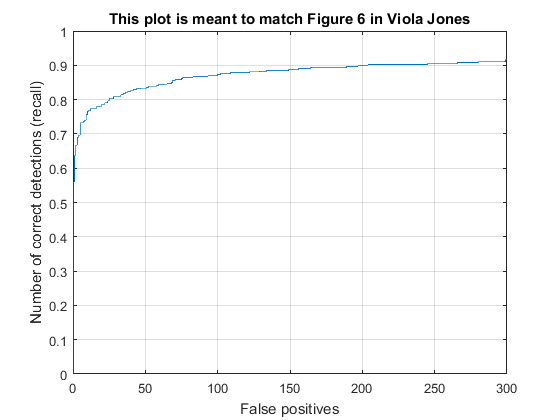 This plot is meant to match Figure 6 in Viola Jones
1
0.9
0.8
0.7
0.6
0.5
0.4
0.3
0.2
0.1
0
Number of correct detections (recall)
0 50 100 150 200 250 300
False positives